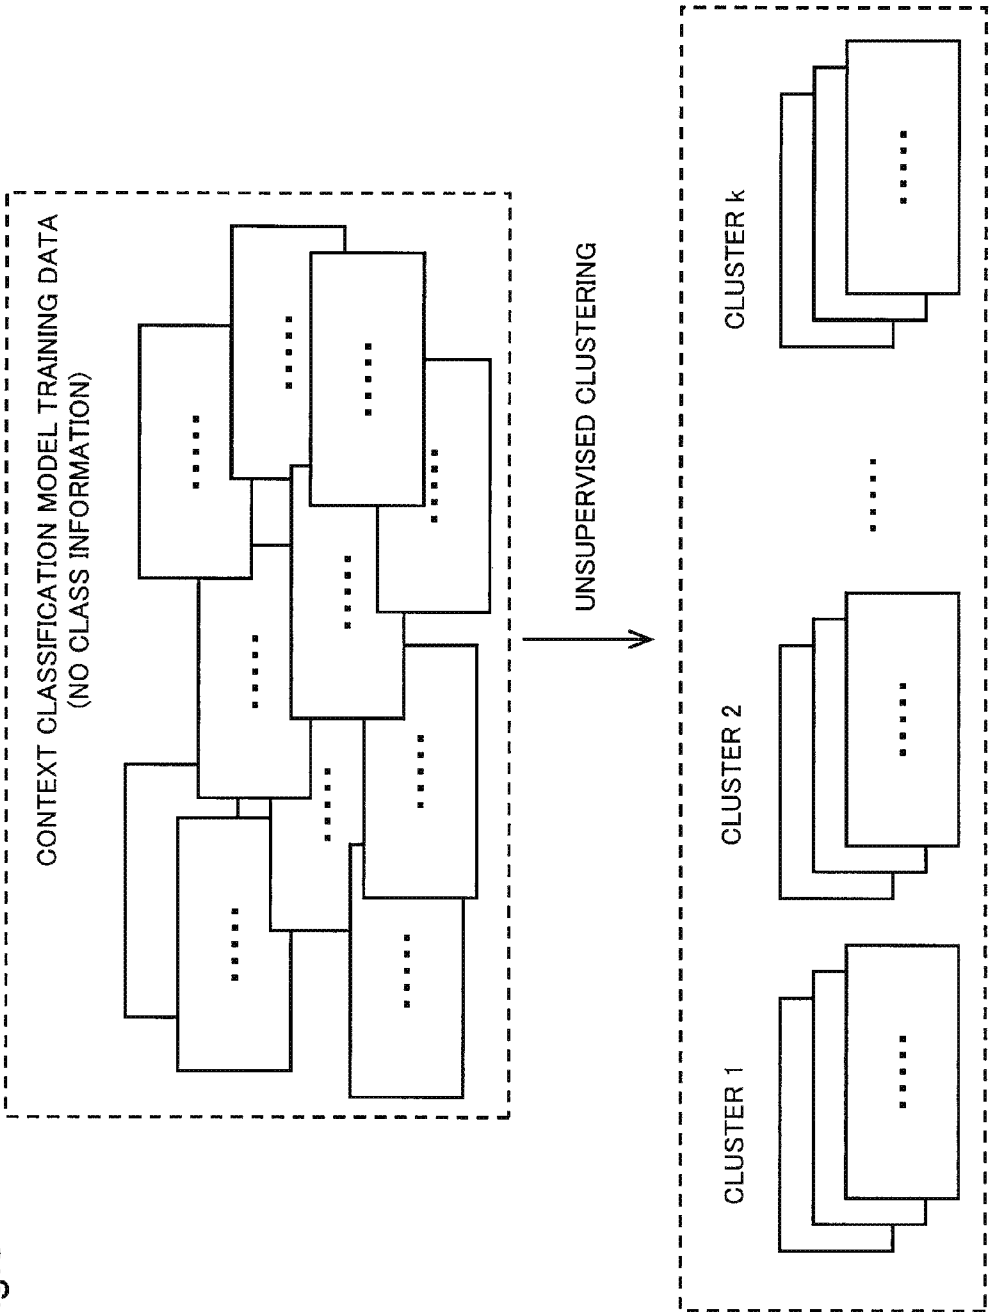 CONTEXT CLASSIFICATION MODEL TRAINING DATA
(NO CLASS INFORMATION)
UNSUPERVISED CLUSTERING
CLUSTER 1
CLUSTER 2
CLUSTER k